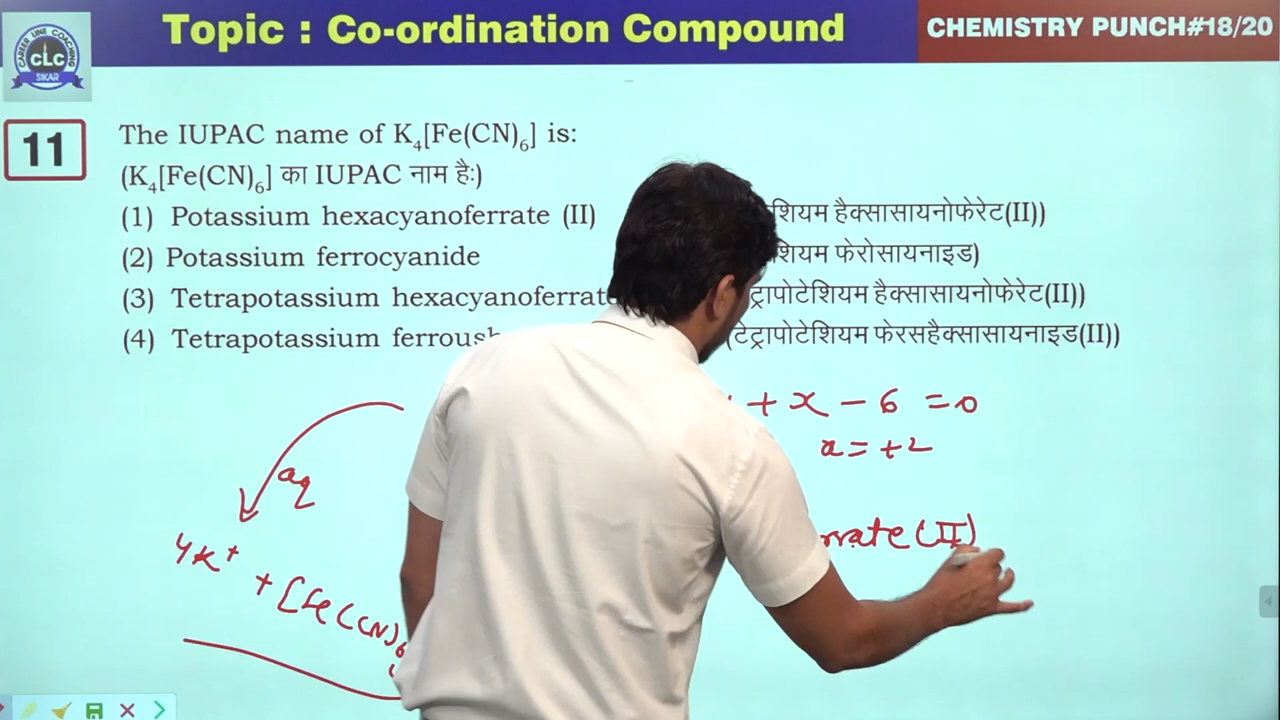 Topic : Co-ordination Compound
CHEMISTRY PUNCH#18/20
CAREER LINE COACHING
CLC
SIKAR
11
The IUPAC name of K₄[Fe(CN)₆] is:
(K₄[Fe(CN)₆] का IUPAC नाम है:)
(1) Potassium hexacyanoferrate (II) शियम हैक्सासायनोफेरेट(II))
(2) Potassium ferrocyanide शियम फेरोसायनाइड)
(3) Tetrapotassium hexacyanoferrat ट्रापोटेशियम हैक्सासायनोफेरेट(II))
(4) Tetrapotassium ferroush (टेट्रापोटेशियम फेरसहैक्सासायनाइड(II))
+ x - 6 = 0
x = +2
aq
rrate (II)
4K⁺ + [Fe(CN)₆